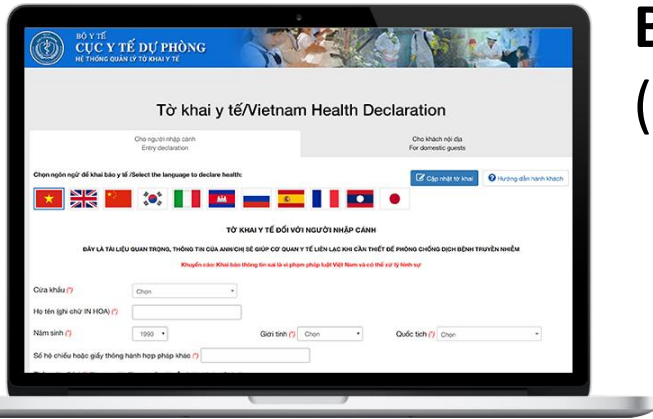 BỘ Y TẾ
CỤC Y TẾ DỰ PHÒNG
HỆ THỐNG QUẢN LÝ TỜ KHAI Y TẾ
Tờ khai y tế/Vietnam Health Declaration
Cho người nhập cảnh
Entry declaration
Cho khách nội địa
For domestic guests
Chọn ngôn ngữ để khai báo y tế /Select the language to declare health:
Cập nhật tờ khai
Hướng dẫn hành khách
TỜ KHAI Y TẾ ĐỐI VỚI NGƯỜI NHẬP CẢNH
ĐÂY LÀ TÀI LIỆU QUAN TRỌNG, THÔNG TIN CỦA ANH/CHỊ SẼ GIÚP CƠ QUAN Y TẾ LIÊN LẠC KHI CẦN THIẾT ĐỂ PHÒNG CHỐNG DỊCH BỆNH TRUYỀN NHIỄM
Khuyến cáo: Khai báo thông tin sai là vi phạm pháp luật Việt Nam và có thể xử lý hình sự
Cửa khẩu (*) Chọn
Họ tên (ghi chữ IN HOA) (*)
Năm sinh (*) 1990 Giới tính (*) Chọn Quốc tịch (*) Chọn
Số hộ chiếu hoặc giấy thông hành hợp pháp khác (*)
(